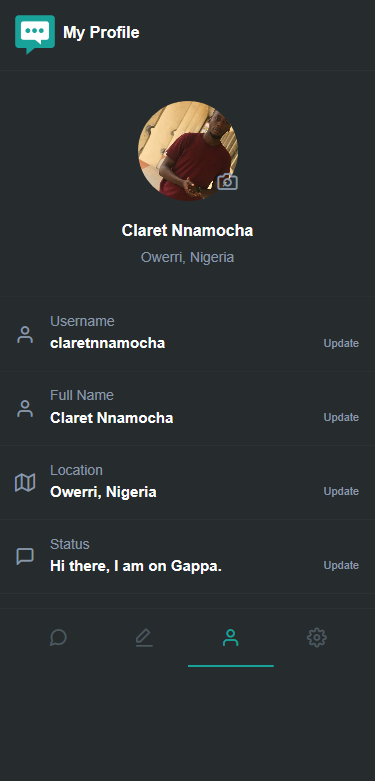 My Profile
Claret Nnamocha
Owerri, Nigeria
Username
claretnnamocha
Update
Full Name
Claret Nnamocha
Update
Location
Owerri, Nigeria
Update
Status
Hi there, I am on Gappa.
Update